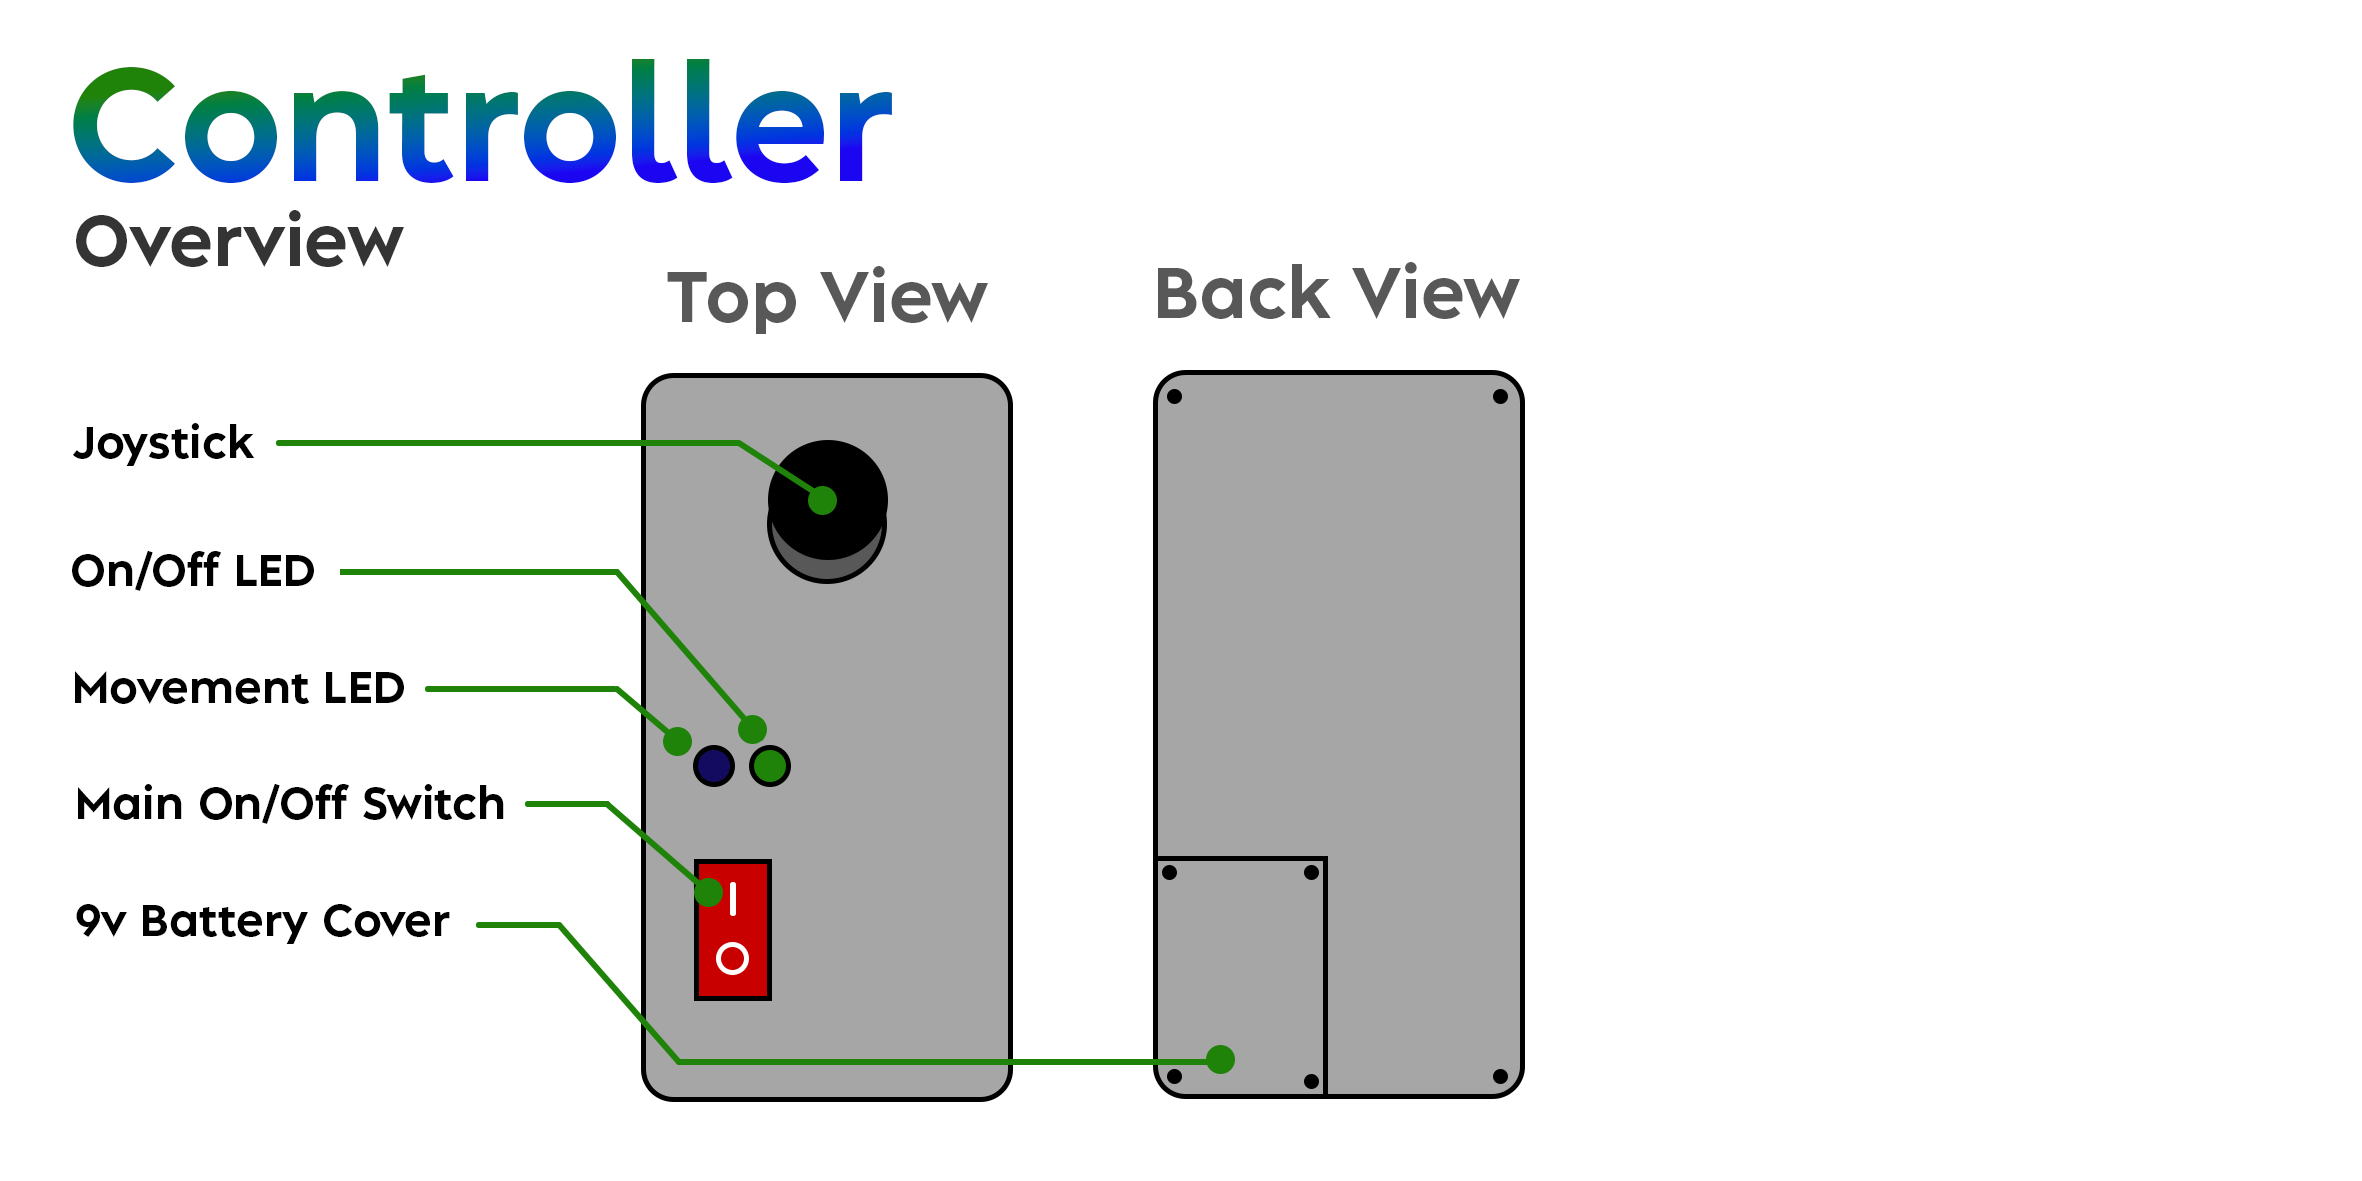 Controller
Overview
Top View
Back View
Joystick
On/Off LED
Movement LED
Main On/Off Switch
9v Battery Cover